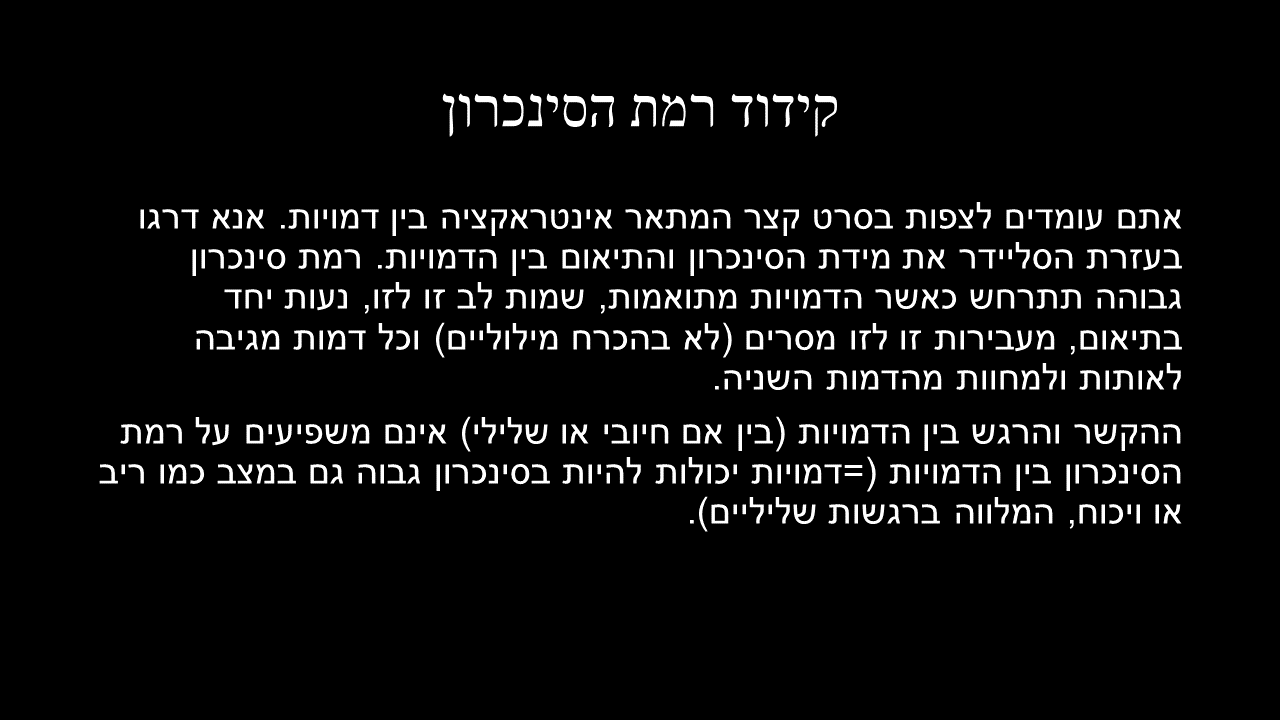 קידוד רמת הסינכרון
אתם עומדים לצפות בסרט קצר המתאר אינטראקציה בין דמויות. אנא דרגו
בעזרת הסליידר את מידת הסינכרון והתיאום בין הדמויות. רמת סינכרון
גבוהה תתרחש כאשר הדמויות מתואמות, שמות לב זו לזו, נעות יחד
בתיאום, מעבירות זו לזו מסרים (לא בהכרח מילוליים) וכל דמות מגיבה
לאותות ולמחוות מהדמות השניה.
ההקשר והרגש בין הדמויות (בין אם חיובי או שלילי) אינם משפיעים על רמת
הסינכרון בין הדמויות (=דמויות יכולות להיות בסינכרון גבוה גם במצב כמו ריב
או ויכוח, המלווה ברגשות שליליים).